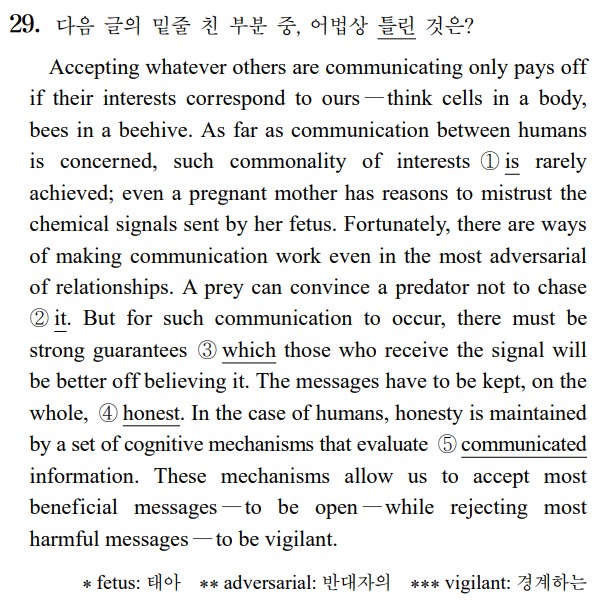 29. 다음 글의 밑줄 친 부분 중, 어법상 틀린 것은?
Accepting whatever others are communicating only pays off
if their interests correspond to ours—think cells in a body,
bees in a beehive. As far as communication between humans
is concerned, such commonality of interests ① is rarely
achieved; even a pregnant mother has reasons to mistrust the
chemical signals sent by her fetus. Fortunately, there are ways
of making communication work even in the most adversarial
of relationships. A prey can convince a predator not to chase
② it. But for such communication to occur, there must be
strong guarantees ③ which those who receive the signal will
be better off believing it. The messages have to be kept, on the
whole, ④ honest. In the case of humans, honesty is maintained
by a set of cognitive mechanisms that evaluate ⑤ communicated
information. These mechanisms allow us to accept most
beneficial messages—to be open—while rejecting most
harmful messages—to be vigilant.
* fetus: 태아 ** adversarial: 반대자의 *** vigilant: 경계하는